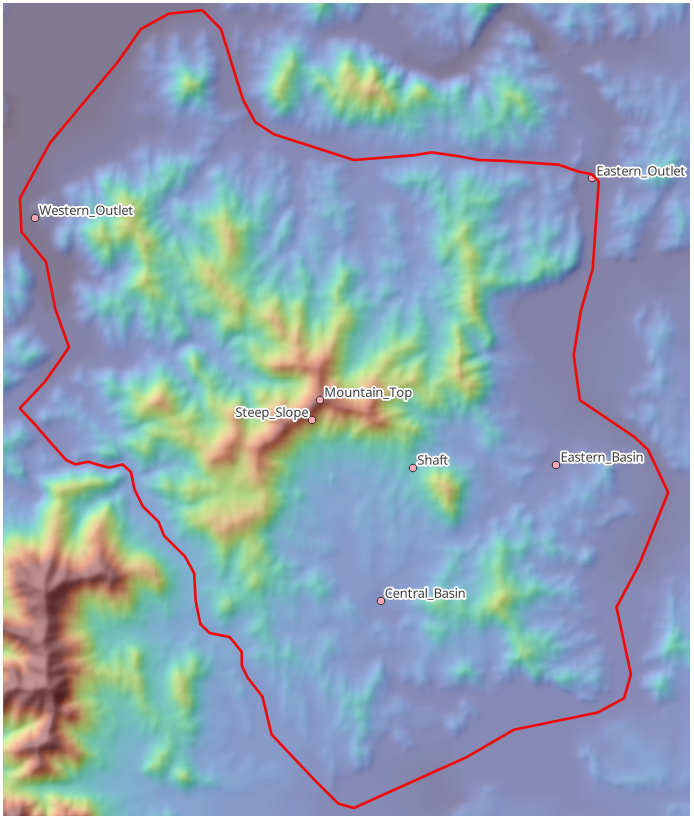 Eastern_Outlet
Western_Outlet
Mountain_Top
Steep_Slope
Shaft
Eastern_Basin
Central_Basin